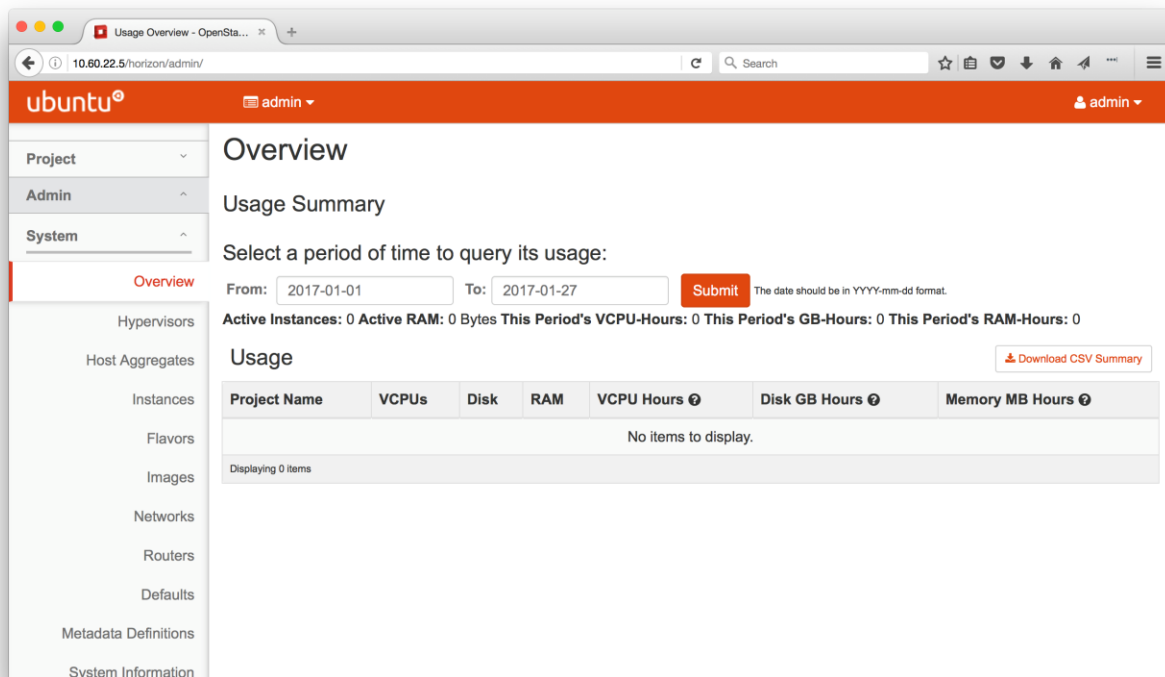 Usage Overview - OpenSta...
10.60.22.5/horizon/admin/
Search
ubuntu
admin
admin
Project
Admin
System
Overview
Hypervisors
Host Aggregates
Instances
Flavors
Images
Networks
Routers
Defaults
Metadata Definitions
System Information
Overview
Usage Summary
Select a period of time to query its usage:
From: 2017-01-01 To: 2017-01-27 Submit The date should be in YYYY-mm-dd format.
Active Instances: 0 Active RAM: 0 Bytes This Period's VCPU-Hours: 0 This Period's GB-Hours: 0 This Period's RAM-Hours: 0
Usage
Download CSV Summary
Project Name VCPUs Disk RAM VCPU Hours Disk GB Hours Memory MB Hours
No items to display.
Displaying 0 items